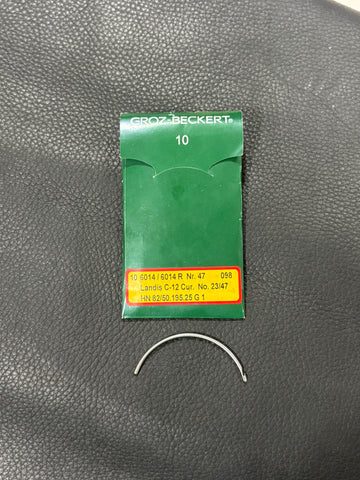 GROZ-BECKERT®
10
10 6014 / 6014 R Nr. 47 098
Landis C-12 Cur. No. 23/47
HN 82/50.195.25 G 1